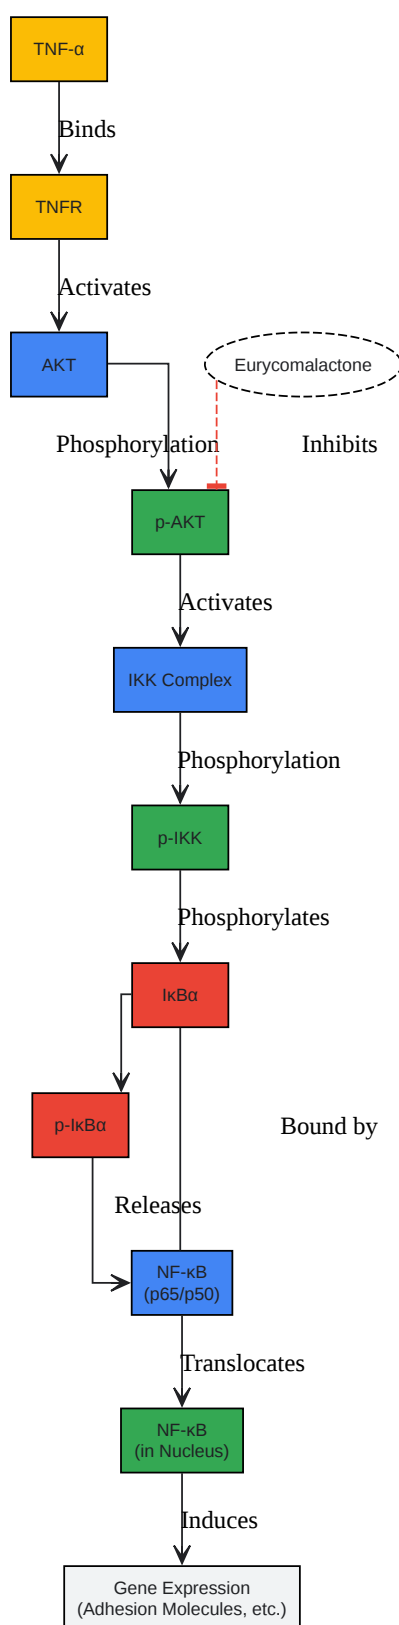 TNF-α
Binds
TNFR
Activates
AKT
Eurycomalactone
Phosphorylation
Inhibits
p-AKT
Activates
IKK Complex
Phosphorylation
p-IKK
Phosphorylates
IκBα
p-IκBα
Bound by
Releases
NF-κB
(p65/p50)
Translocates
NF-κB
(in Nucleus)
Induces
Gene Expression
(Adhesion Molecules, etc.)